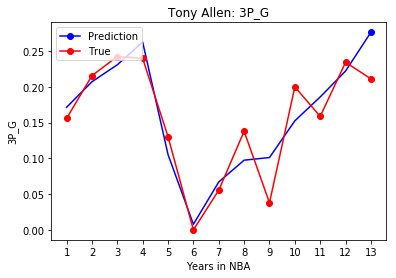 Tony Allen: 3P_G
Prediction
True
0.25
0.20
0.15
0.10
0.05
0.00
3P_G
1 2 3 4 5 6 7 8 9 10 11 12 13
Years in NBA